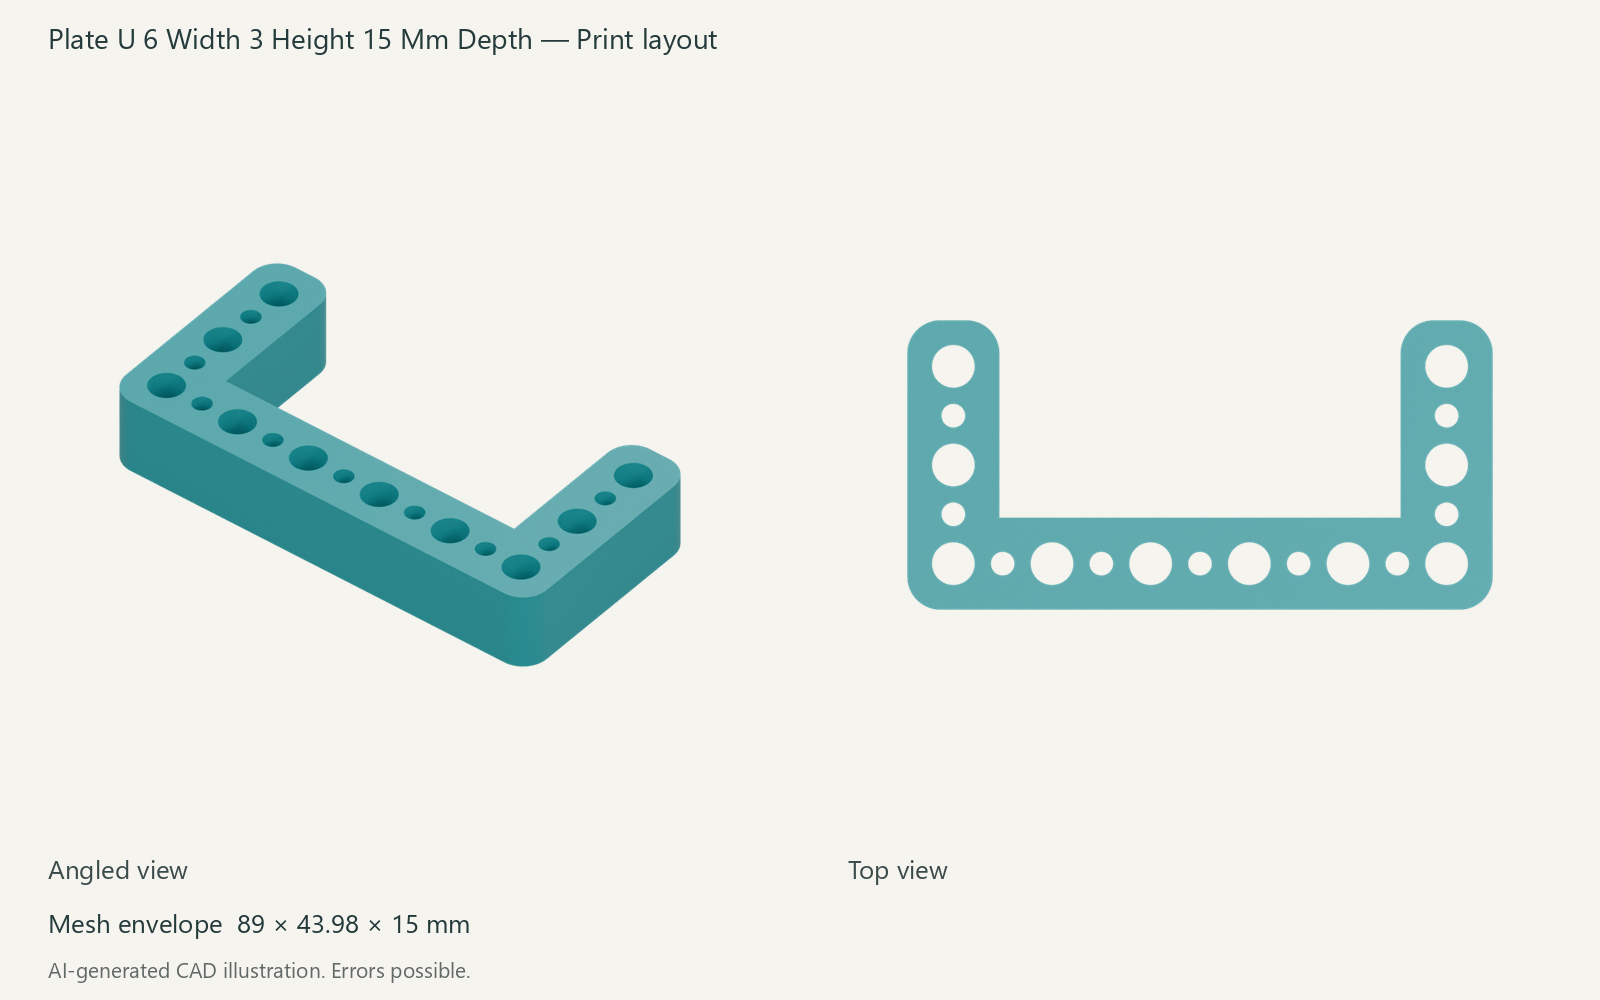 Plate U 6 Width 3 Height 15 Mm Depth — Print layout
Angled view
Top view
Mesh envelope  89 × 43.98 × 15 mm
AI-generated CAD illustration. Errors possible.